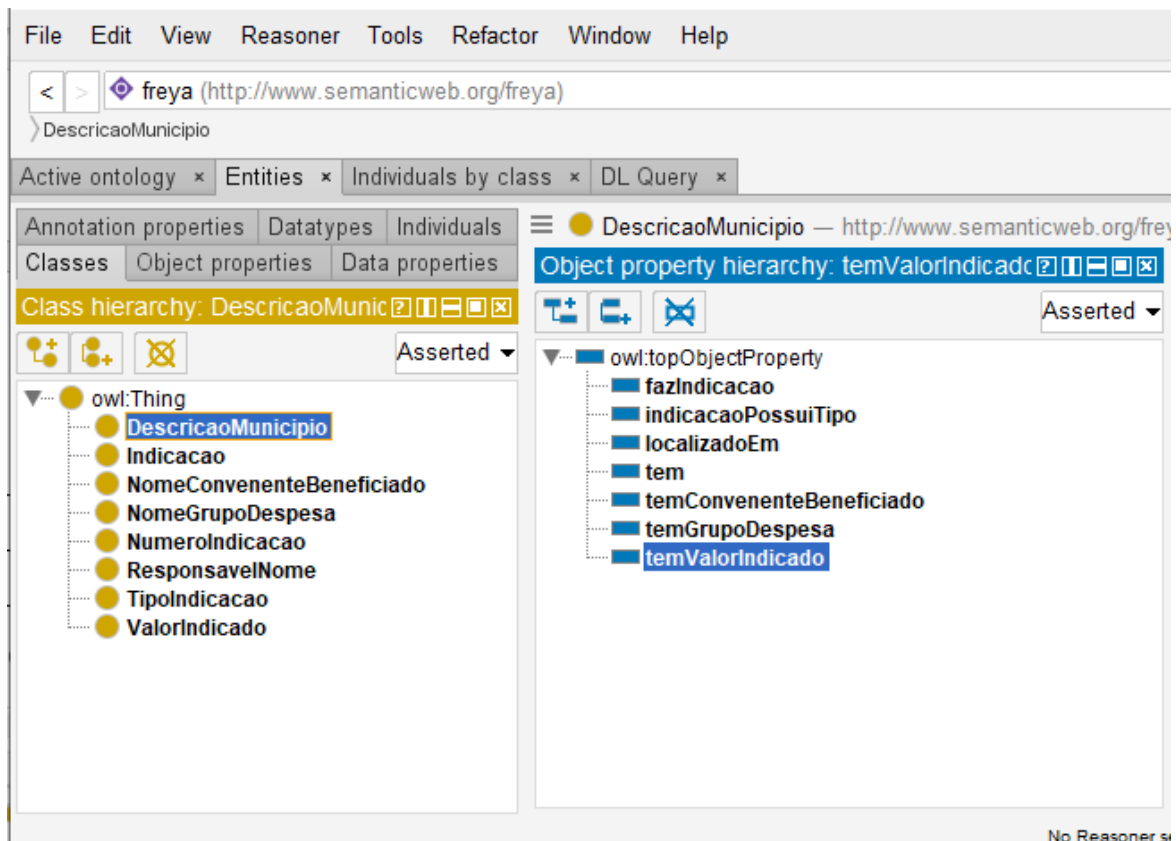 File Edit View Reasoner Tools Refactor Window Help
< > freya (http://www.semanticweb.org/freya)
DescricaoMunicipio
Active ontology × Entities × Individuals by class × DL Query ×
Annotation properties Datatypes Individuals
Classes Object properties Data properties
Class hierarchy: DescricaoMunic
Asserted
owl:Thing
DescricaoMunicipio
Indicacao
NomeConvenenteBeneficiado
NomeGrupoDespesa
NumeroIndicacao
ResponsavelNome
TipoIndicacao
ValorIndicado
DescricaoMunicipio — http://www.semanticweb.org/frey
Object property hierarchy: temValorIndicado
Asserted
owl:topObjectProperty
fazIndicacao
indicacaoPossuiTipo
localizadoEm
tem
temConvenenteBeneficiado
temGrupoDespesa
temValorIndicado
No Reasoner se